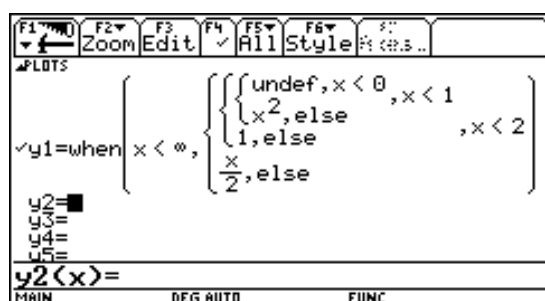 F1 F2 Zoom F3 Edit F4 ✓ F5 All F6 Style
PLOTS
{undef,x < 0
,x < 1
x²,else
,x < 2
1,else
✓y1=when(x < ∞,
x/2,else
y2=
y3=
y4=
y5=
y2(x)=
MAIN DEG AUTO FUNC